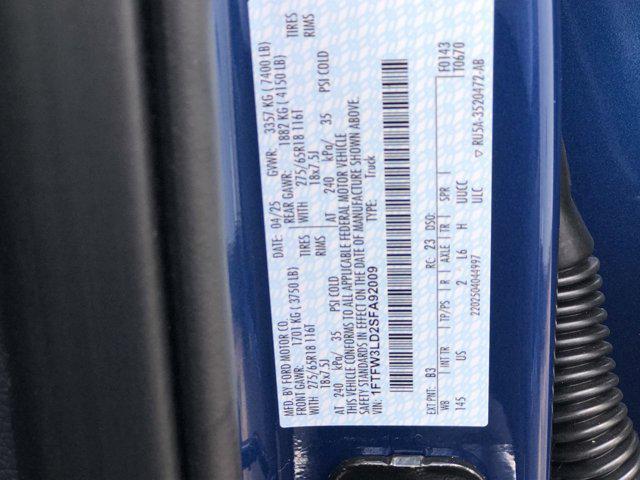 MFD. BY FORD MOTOR CO. DATE: 04/25 GVWR: 3357 KG ( 7400 LB)
FRONT GAWR: 1701 KG ( 3750 LB) REAR GAWR: 1882 KG ( 4150 LB)
WITH 275/65R18 116T TIRES WITH 275/65R18 116T TIRES
18x7.5J RIMS 18x7.5J RIMS
AT 240 kPa/ 35 PSI COLD AT 240 kPa/ 35 PSI COLD
THIS VEHICLE CONFORMS TO ALL APPLICABLE FEDERAL MOTOR VEHICLE
SAFETY STANDARDS IN EFFECT ON THE DATE OF MANUFACTURE SHOWN ABOVE.
VIN: 1FTFW3LD2SFA92009 TYPE: Truck
F0143
T0670
EXT PNT: B3 RC: 23 DSO:
WB INT TR TP/PS R AXLE TR SPR
145 US 2 L6 H UUCC
2202504044997 ULC ▽ RU5A-3520472-AB